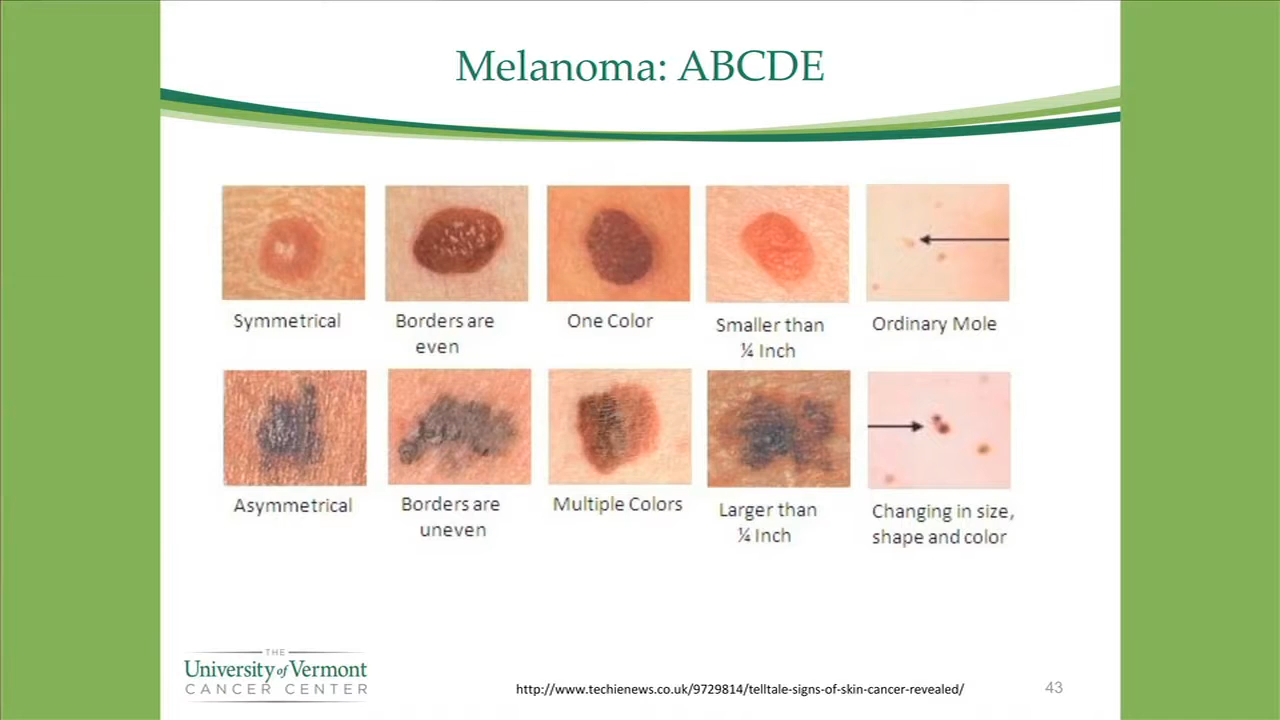 Melanoma: ABCDE
Symmetrical
Borders are
even
One Color
Smaller than
¼ Inch
Ordinary Mole
Asymmetrical
Borders are
uneven
Multiple Colors
Larger than
¼ Inch
Changing in size,
shape and color
THE
University of Vermont
CANCER CENTER
http://www.techienews.co.uk/9729814/telltale-signs-of-skin-cancer-revealed/
43